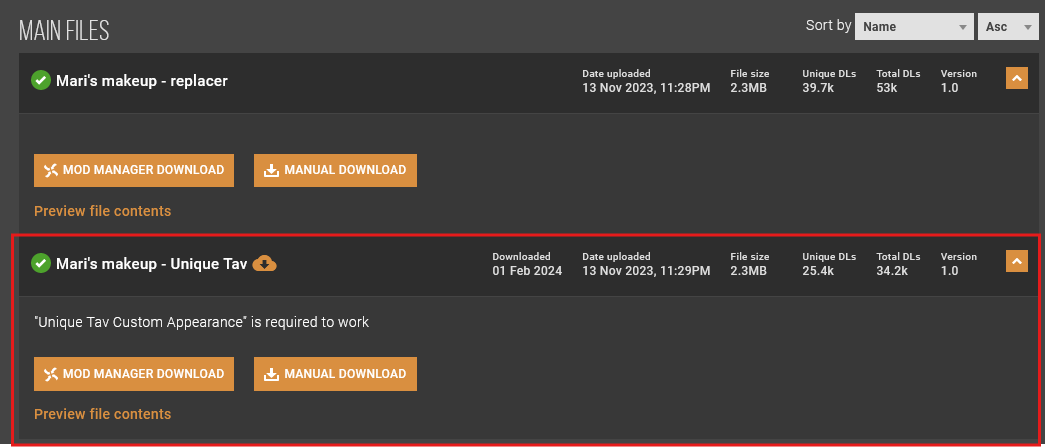 MAIN FILES
Sort by Name Asc
Mari's makeup - replacer
Date uploaded
13 Nov 2023, 11:28PM
File size
2.3MB
Unique DLs
39.7k
Total DLs
53k
Version
1.0
MOD MANAGER DOWNLOAD
MANUAL DOWNLOAD
Preview file contents
Mari's makeup - Unique Tav
Downloaded
01 Feb 2024
Date uploaded
13 Nov 2023, 11:29PM
File size
2.3MB
Unique DLs
25.4k
Total DLs
34.2k
Version
1.0
"Unique Tav Custom Appearance" is required to work
MOD MANAGER DOWNLOAD
MANUAL DOWNLOAD
Preview file contents